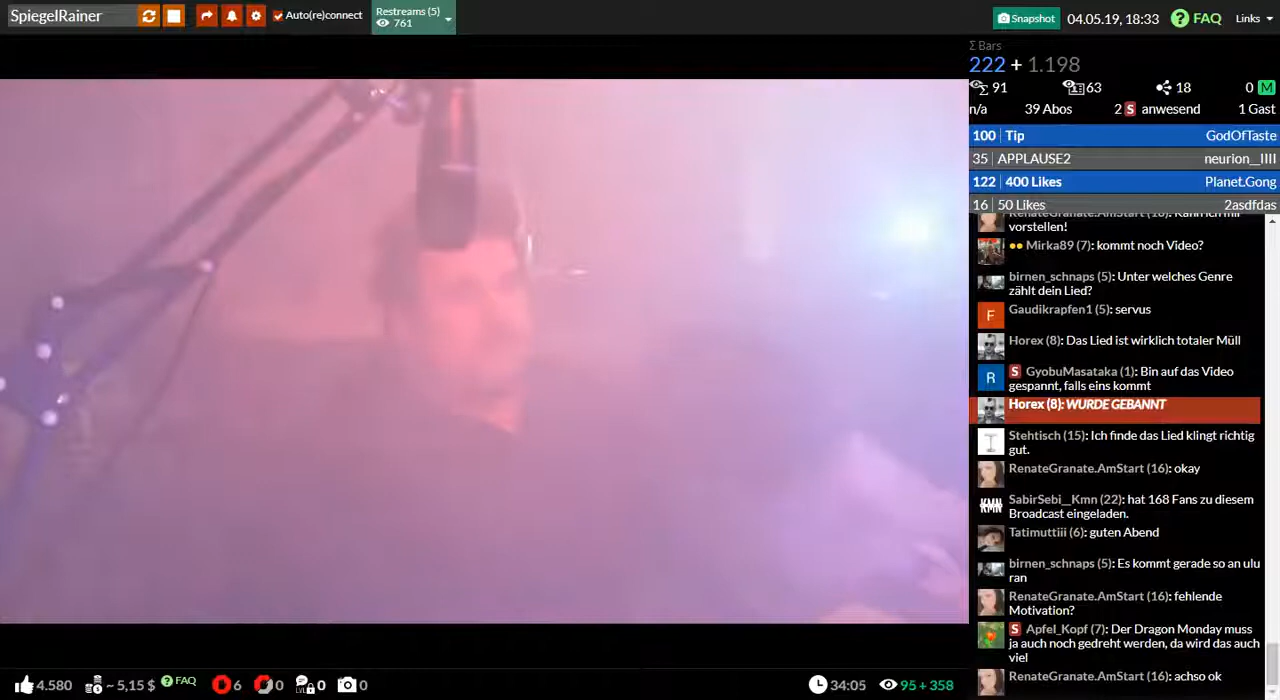 SpiegelRainer
Auto(re)connect
Restreams (5)
761
Snapshot
04.05.19, 18:33
FAQ
Links
Σ Bars
222 + 1.198
91
63
18
0 M
n/a
39 Abos
2 S anwesend
1 Gast
100 Tip GodOfTaste
35 APPLAUSE2 neurion__IIII
122 400 Likes Planet.Gong
16 50 Likes 2asdfdas
RenateGranate.AmStart (16): Kann ich mir
vorstellen!
Mirka89 (7): kommt noch Video?
birnen_schnaps (5): Unter welches Genre
zählt dein Lied?
F Gaudikrapfen1 (5): servus
Horex (8): Das Lied ist wirklich totaler Müll
R S GyobuMasataka (1): Bin auf das Video
gespannt, falls eins kommt
Horex (8): WURDE GEBANNT
Stehtisch (15): Ich finde das Lied klingt richtig
gut.
RenateGranate.AmStart (16): okay
KMN SabirSebi__Kmn (22): hat 168 Fans zu diesem
Broadcast eingeladen.
Tatimuttiii (6): guten Abend
birnen_schnaps (5): Es kommt gerade so an ulu
ran
RenateGranate.AmStart (16): fehlende
Motivation?
S Apfel_Kopf (7): Der Dragon Monday muss
ja auch noch gedreht werden, da wird das auch
viel
RenateGranate.AmStart (16): achso ok
4.580
~ 5,15 $
FAQ
6
0
LVL
0
0
34:05
95 + 358